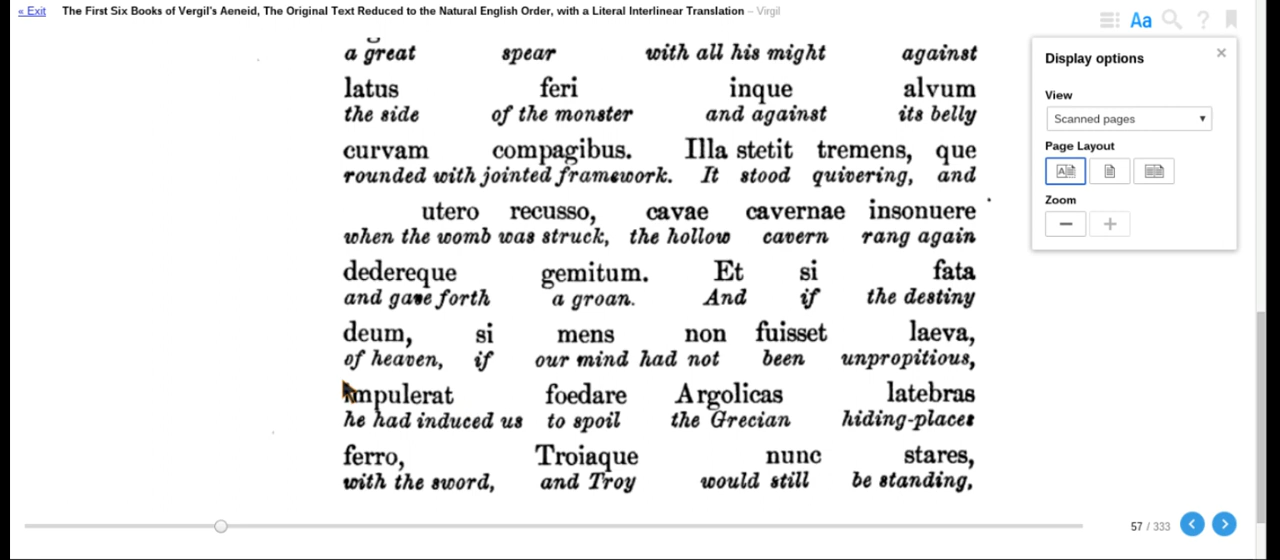 « Exit
The First Six Books of Vergil's Aeneid, The Original Text Reduced to the Natural English Order, with a Literal Interlinear Translation – Virgil
Aa
a great spear with all his might against
latus feri inque alvum
the side of the monster and against its belly
curvam compagibus. Illa stetit tremens, que
rounded with jointed framework. It stood quivering, and
utero recusso, cavae cavernae insonuere
when the womb was struck, the hollow cavern rang again
dedereque gemitum. Et si fata
and gave forth a groan. And if the destiny
deum, si mens non fuisset laeva,
of heaven, if our mind had not been unpropitious,
impulerat foedare Argolicas latebras
he had induced us to spoil the Grecian hiding-places
ferro, Troiaque nunc stares,
with the sword, and Troy would still be standing,
Display options
View
Scanned pages
Page Layout
Zoom
57 / 333